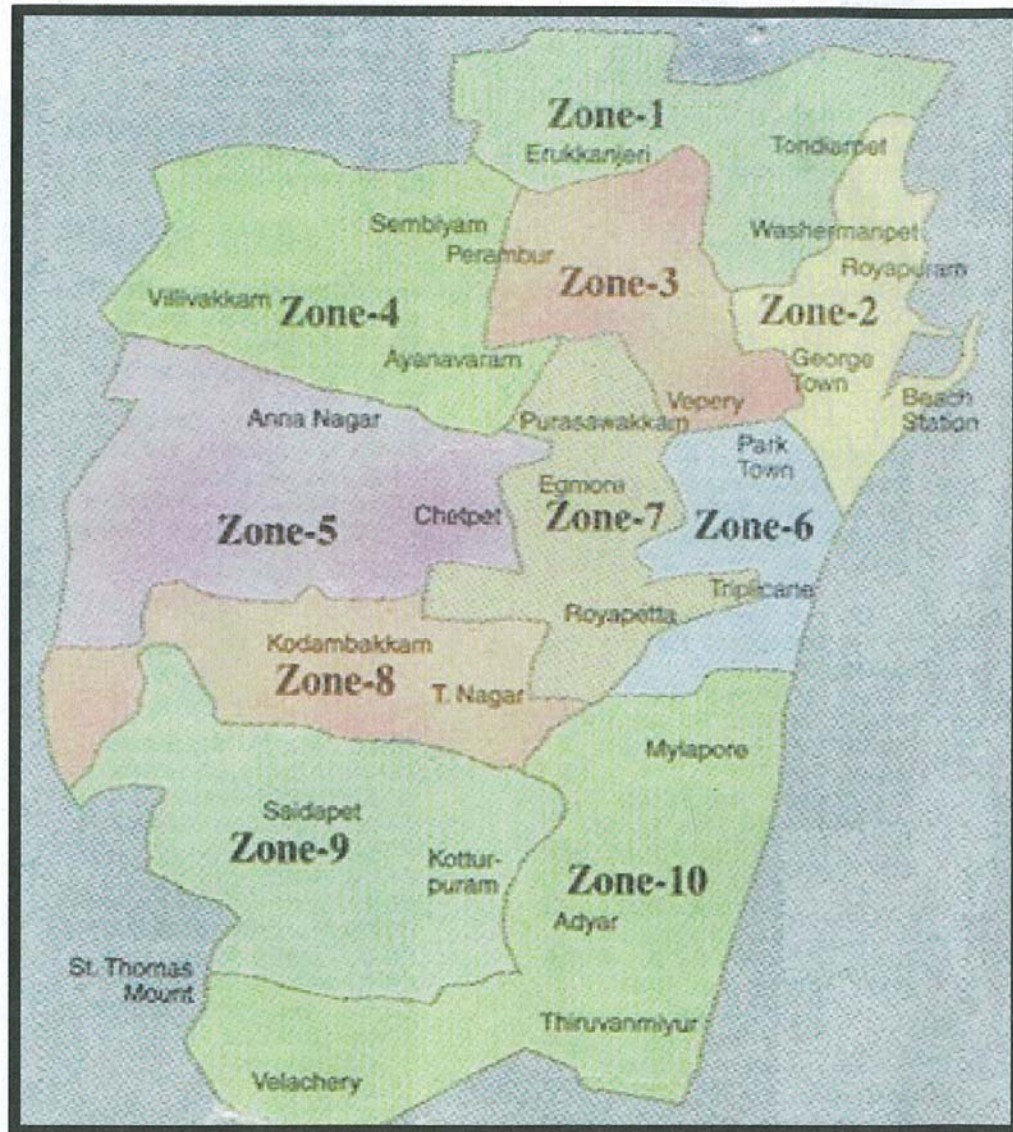 Zone-1
Erukkanjeri
Tondiarpet
Sembiyam
Washermanpet
Perambur
Royapuram
Zone-3
Villivakkam
Zone-4
Zone-2
Ayanavaram
George
Town
Vepery
Beach
Station
Anna Nagar
Purasawakkam
Park
Town
Egmore
Chetpet
Zone-5
Zone-7
Zone-6
Triplicane
Royapetta
Kodambakkam
Zone-8
T. Nagar
Mylapore
Saidapet
Zone-9
Kottur-
puram
Zone-10
Adyar
St. Thomas
Mount
Thiruvanmiyur
Velachery